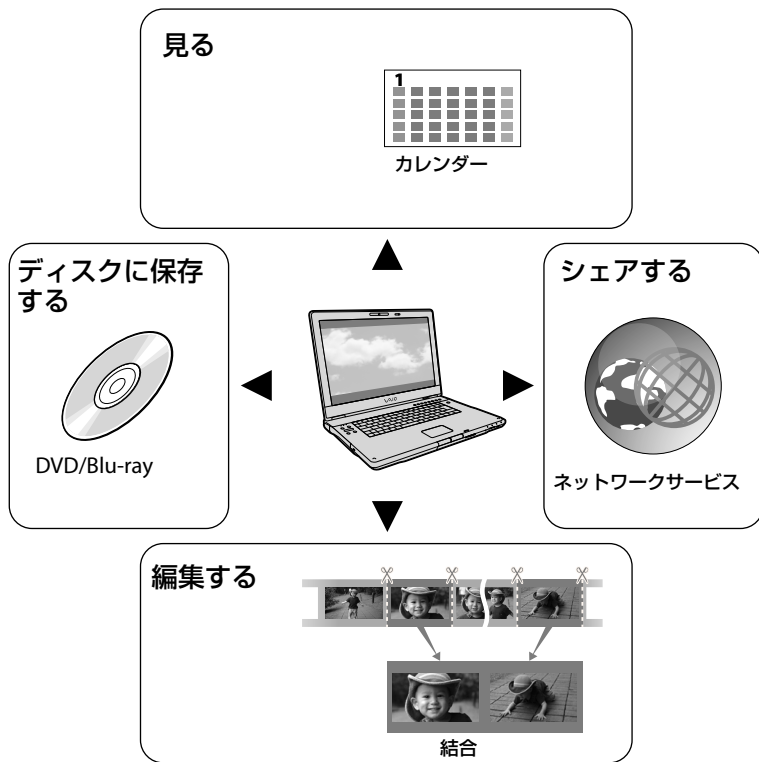 見る
1
カレンダー
ディスクに保存
する
DVD/Blu-ray
シェアする
ネットワークサービス
VAIO
編集する
結合